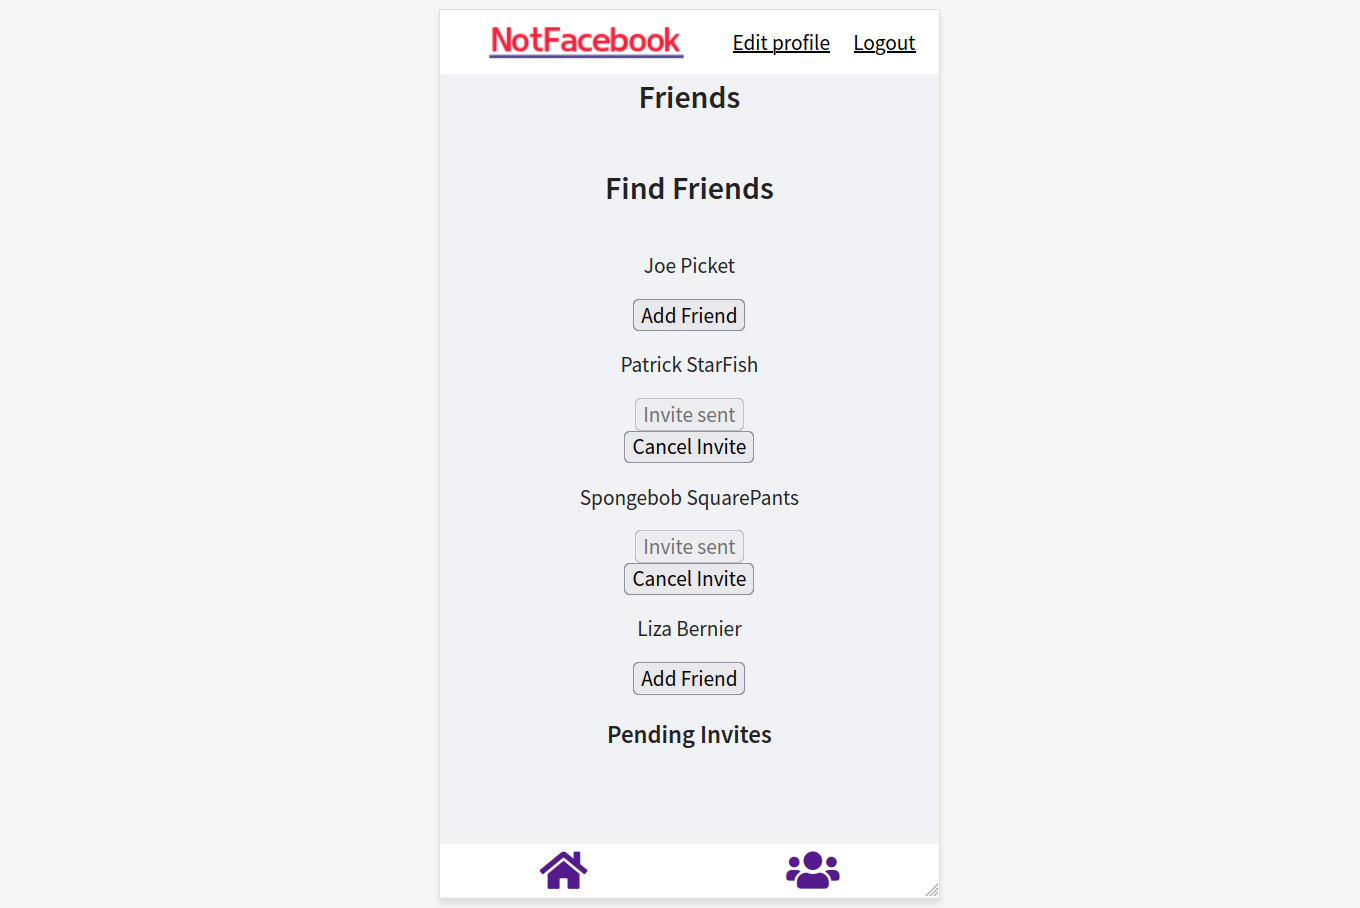 NotFacebook Edit profile Logout
Friends
Find Friends
Joe Picket
Add Friend
Patrick StarFish
Invite sent
Cancel Invite
Spongebob SquarePants
Invite sent
Cancel Invite
Liza Bernier
Add Friend
Pending Invites